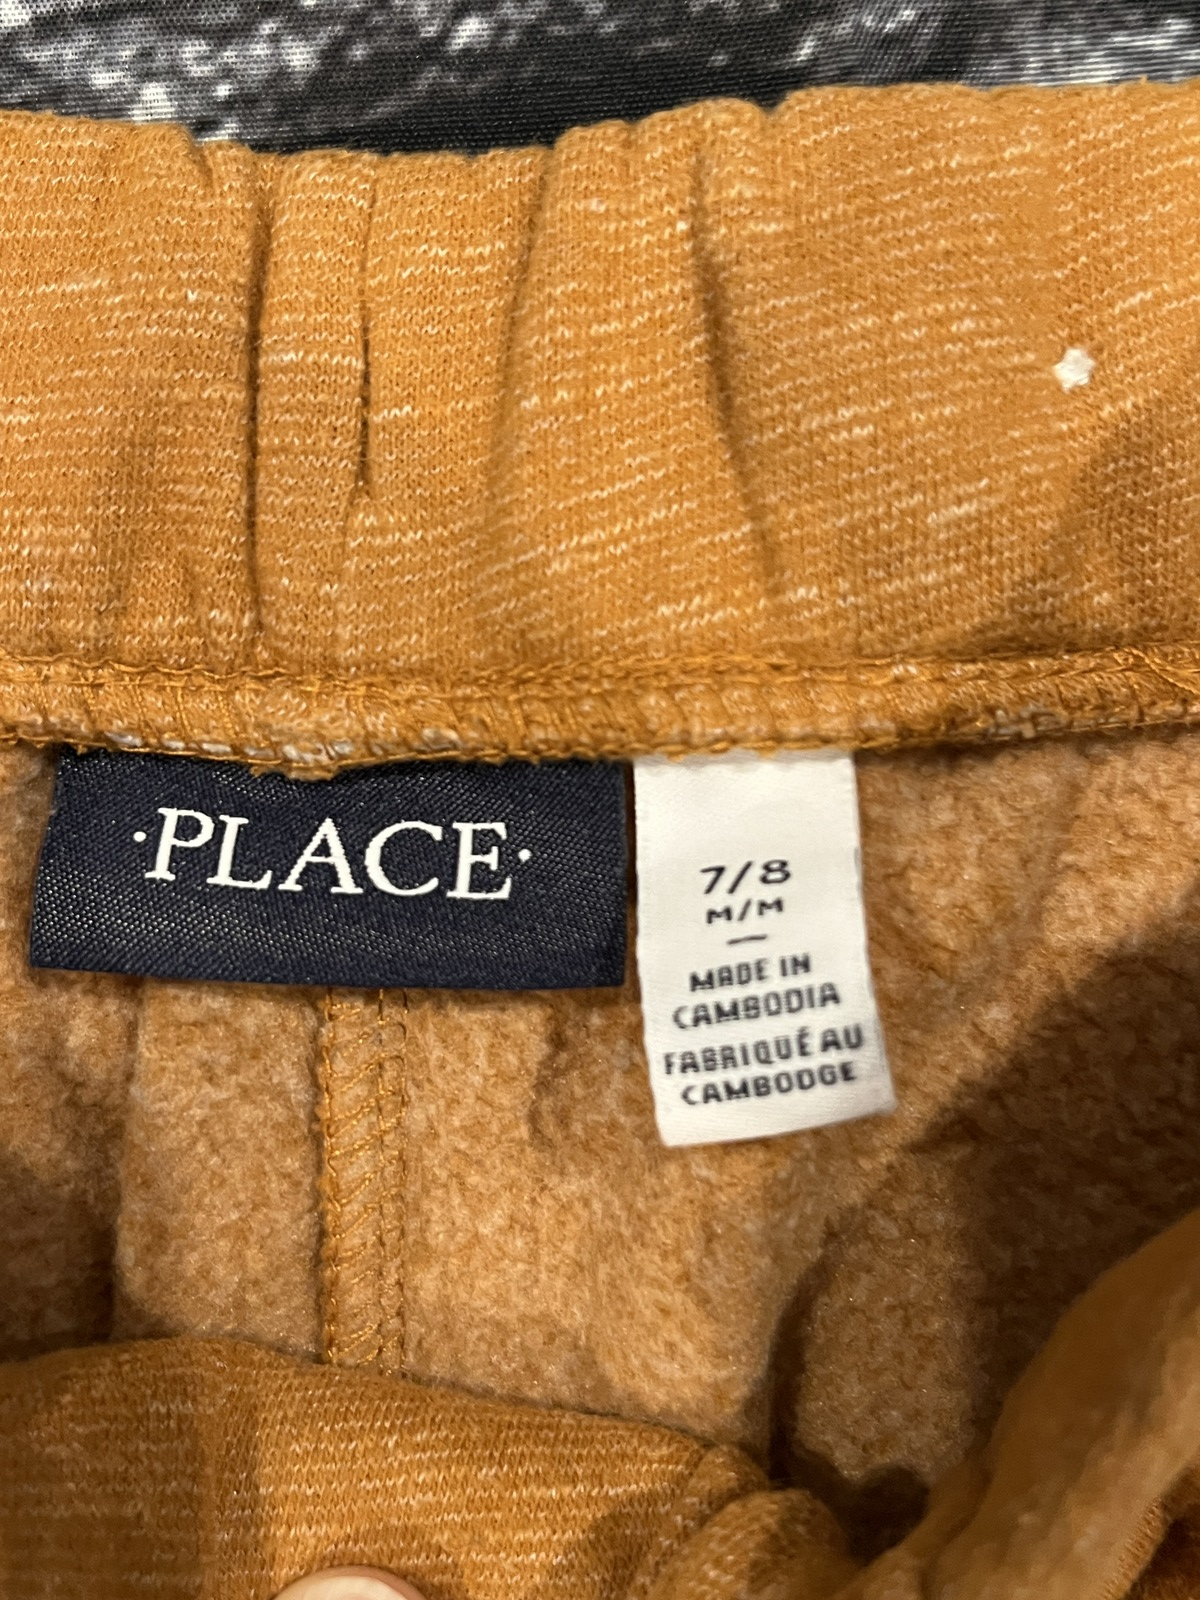 ·PLACE·
7/8
M/M
—
MADE IN
CAMBODIA
FABRIQUÉ AU
CAMBODGE